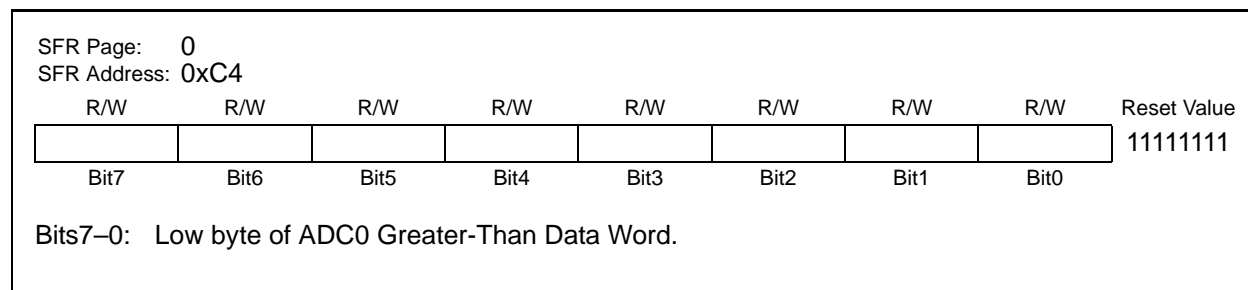 SFR Page: 0
SFR Address: 0xC4
R/W R/W R/W R/W R/W R/W R/W R/W Reset Value
11111111
Bit7 Bit6 Bit5 Bit4 Bit3 Bit2 Bit1 Bit0
Bits7–0: Low byte of ADC0 Greater-Than Data Word.